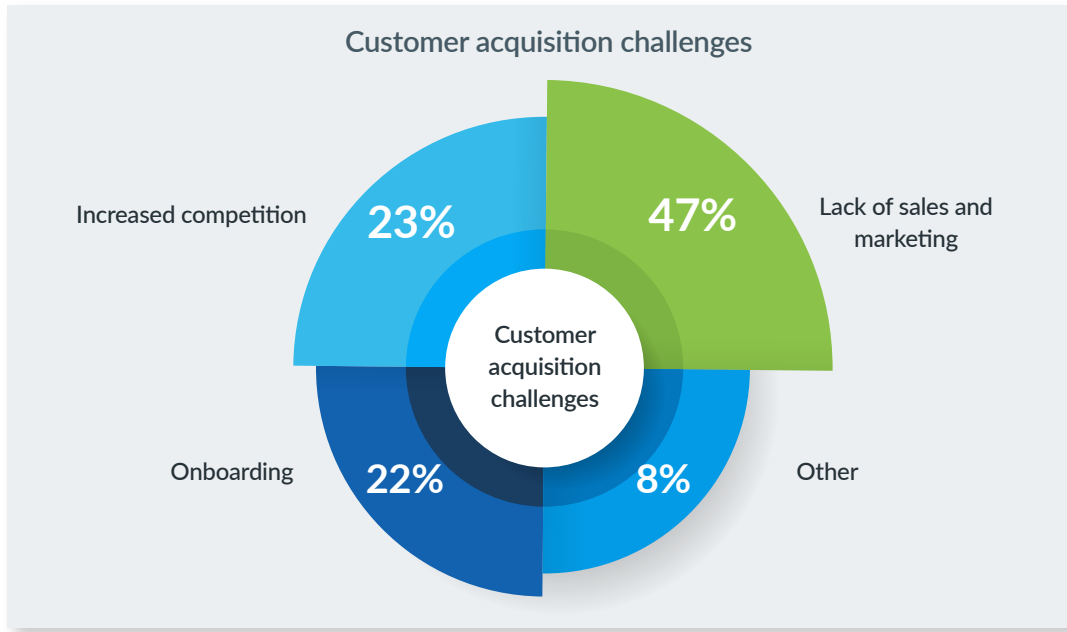 Customer acquisition challenges
47%
Lack of sales and
marketing
23%
Increased competition
Customer
acquisition
challenges
22%
Onboarding
8%
Other